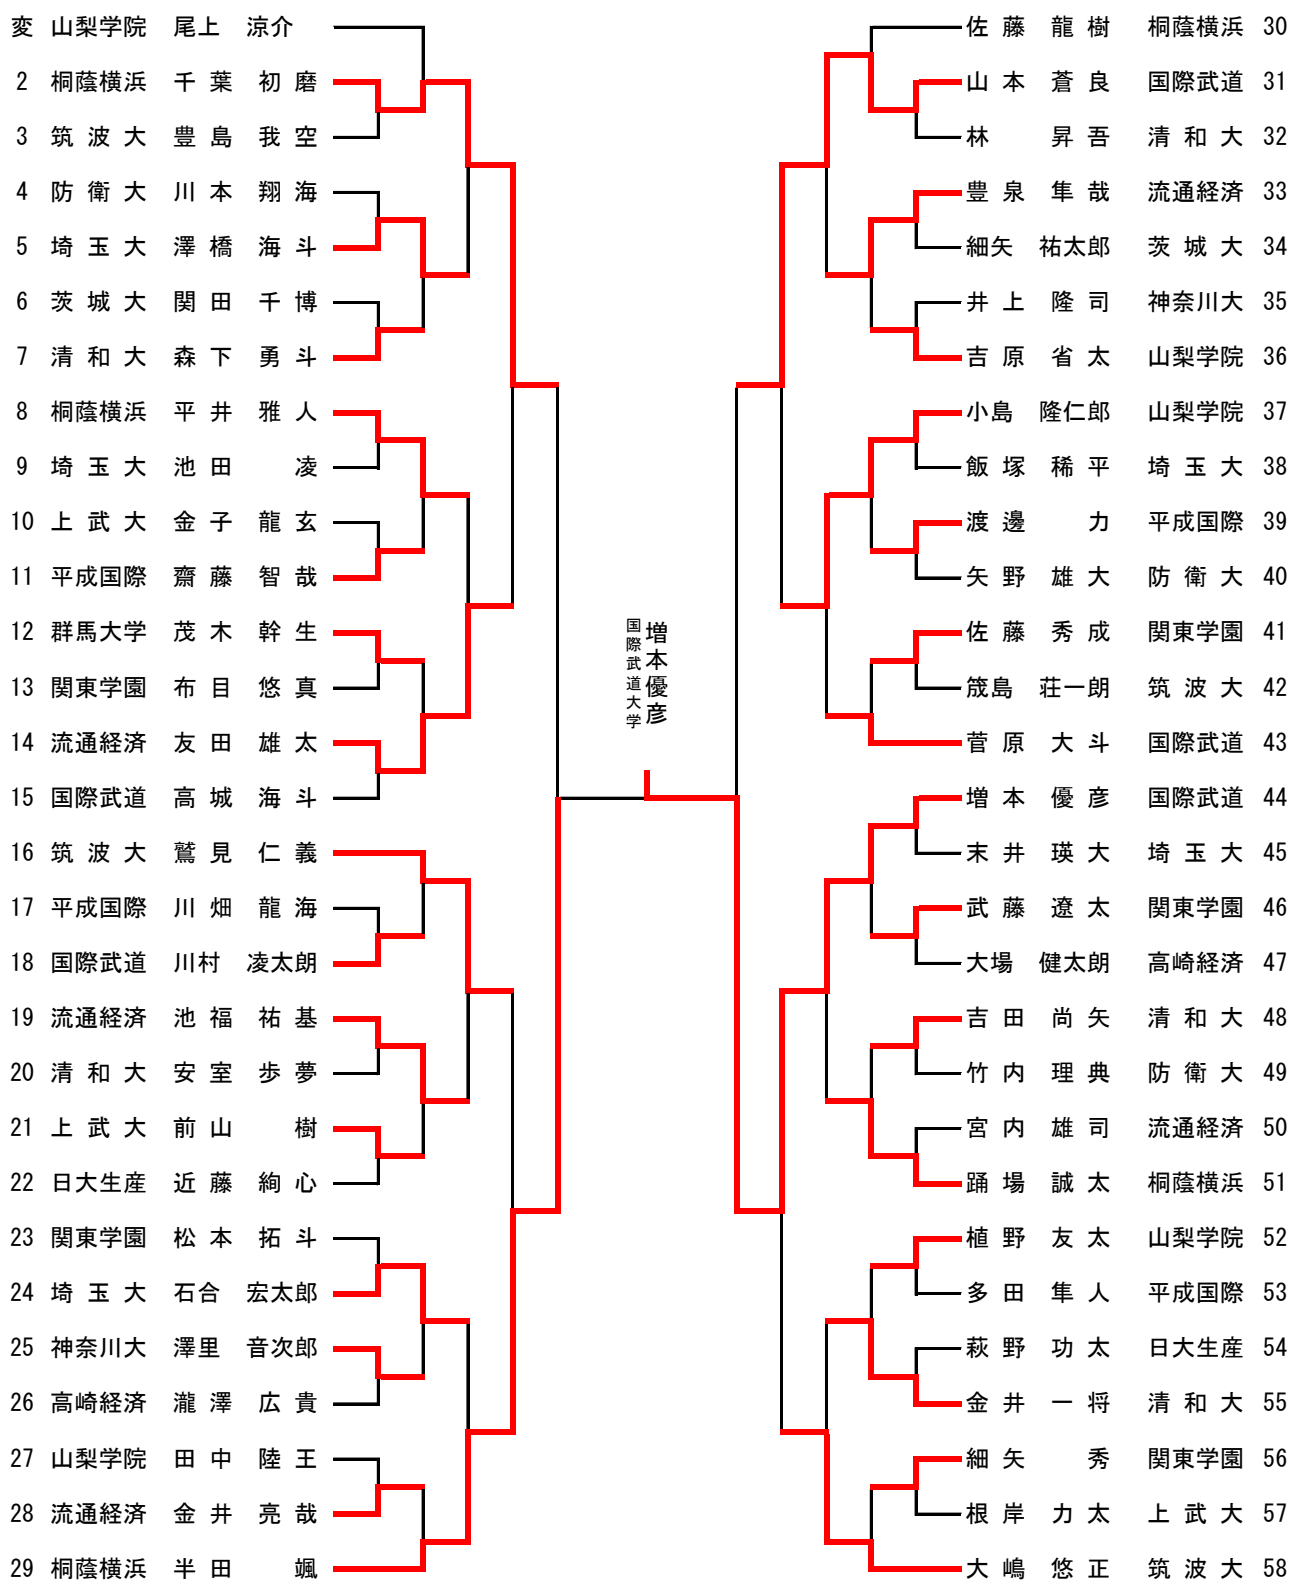 変 山梨学院 尾上 涼介
2 桐蔭横浜 千葉 初磨
3 筑波大 豊島 我空
4 防衛大 川本 翔海
5 埼玉大 澤橋 海斗
6 茨城大 関田 千博
7 清和大 森下 勇斗
8 桐蔭横浜 平井 雅人
9 埼玉大 池田 凌
10 上武大 金子 龍玄
11 平成国際 齋藤 智哉
12 群馬大学 茂木 幹生
13 関東学園 布目 悠真
14 流通経済 友田 雄太
15 国際武道 高城 海斗
16 筑波大 鷲見 仁義
17 平成国際 川畑 龍海
18 国際武道 川村 凌太朗
19 流通経済 池福 祐基
20 清和大 安室 歩夢
21 上武大 前山 樹
22 日大生産 近藤 絢心
23 関東学園 松本 拓斗
24 埼玉大 石合 宏太郎
25 神奈川大 澤里 音次郎
26 高崎経済 瀧澤 広貴
27 山梨学院 田中 陸王
28 流通経済 金井 亮哉
29 桐蔭横浜 半田 颯
増本優彦
国際武道大学
佐藤 龍樹 桐蔭横浜 30
山本 蒼良 国際武道 31
林 昇吾 清和大 32
豊泉 隼哉 流通経済 33
細矢 祐太郎 茨城大 34
井上 隆司 神奈川大 35
吉原 省太 山梨学院 36
小島 隆仁郎 山梨学院 37
飯塚 稀平 埼玉大 38
渡邊 力 平成国際 39
矢野 雄大 防衛大 40
佐藤 秀成 関東学園 41
筬島 荘一朗 筑波大 42
菅原 大斗 国際武道 43
増本 優彦 国際武道 44
末井 瑛大 埼玉大 45
武藤 遼太 関東学園 46
大場 健太朗 高崎経済 47
吉田 尚矢 清和大 48
竹内 理典 防衛大 49
宮内 雄司 流通経済 50
踊場 誠太 桐蔭横浜 51
植野 友太 山梨学院 52
多田 隼人 平成国際 53
萩野 功太 日大生産 54
金井 一将 清和大 55
細矢 秀 関東学園 56
根岸 力太 上武大 57
大嶋 悠正 筑波大 58